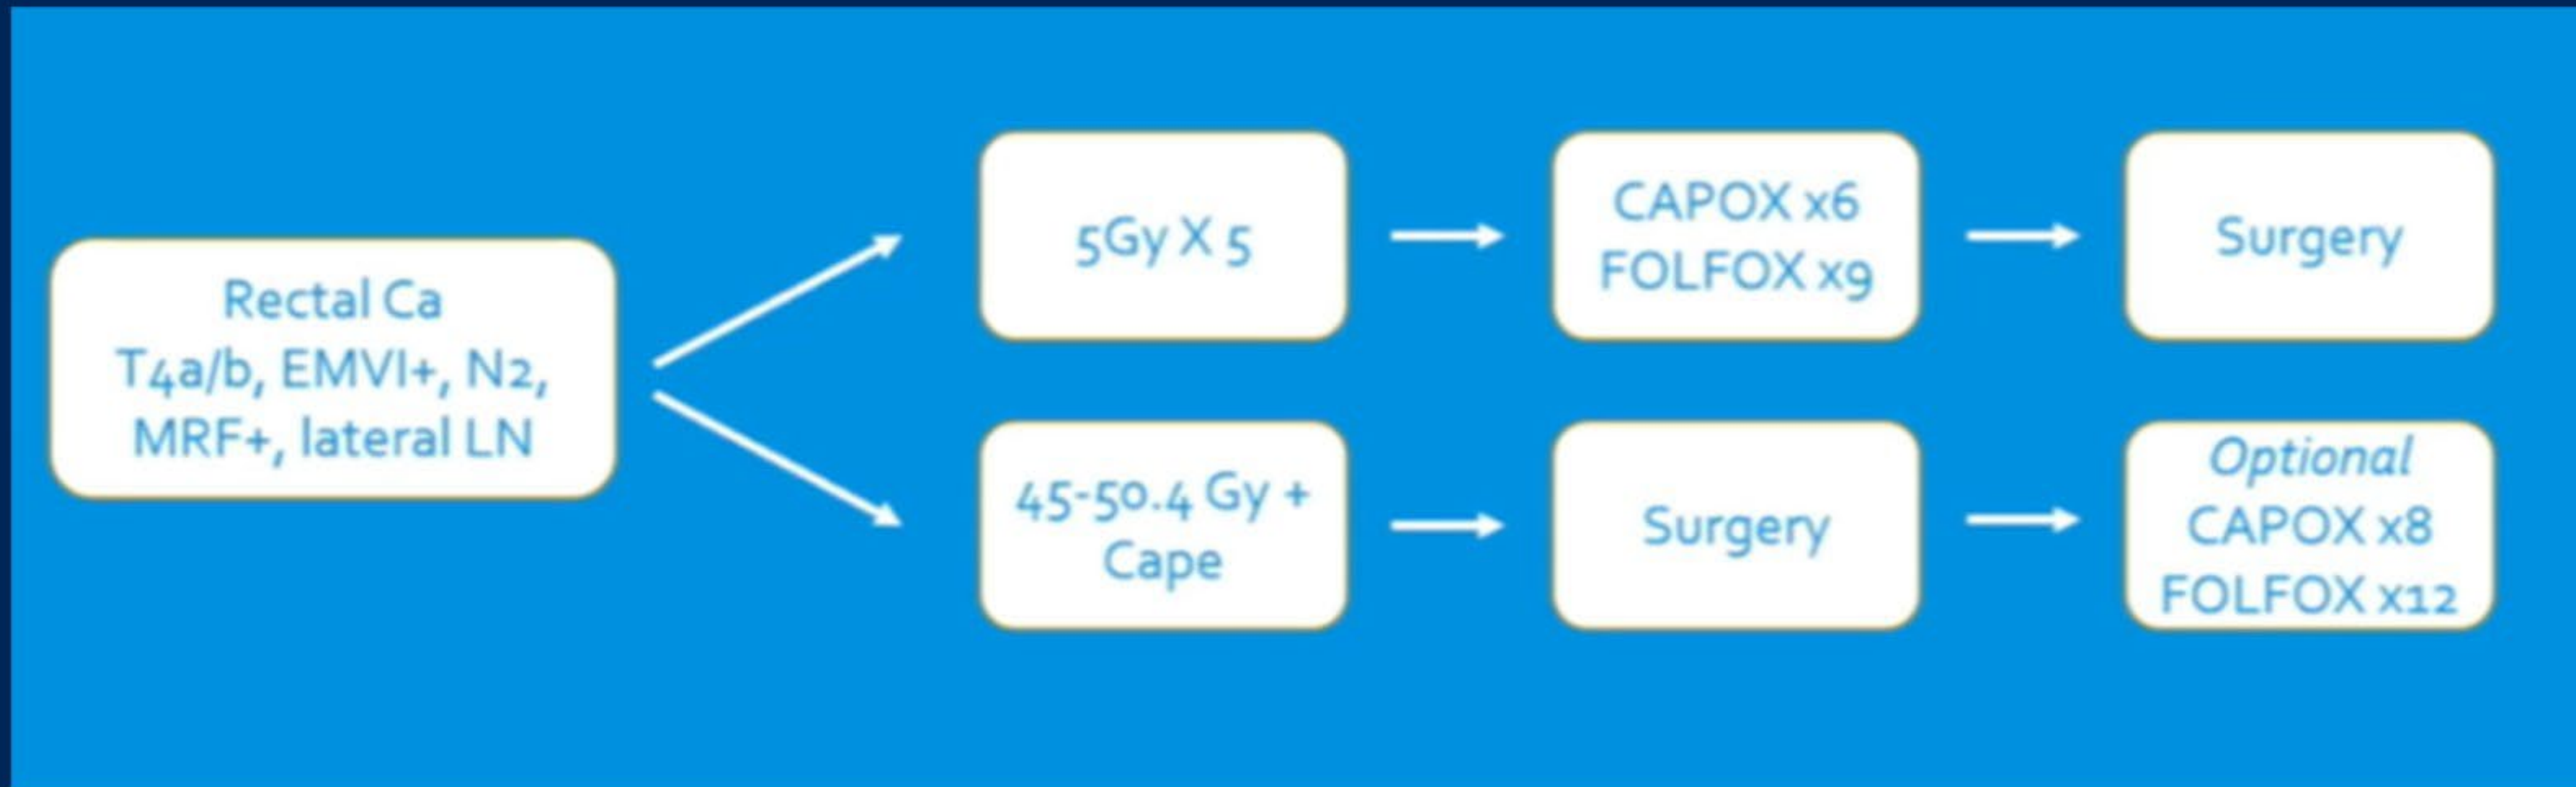 Rectal Ca
T4a/b, EMVI+, N2,
MRF+, lateral LN
5Gy X 5
CAPOX x6
FOLFOX x9
Surgery
45-50.4 Gy +
Cape
Surgery
Optional
CAPOX x8
FOLFOX x12